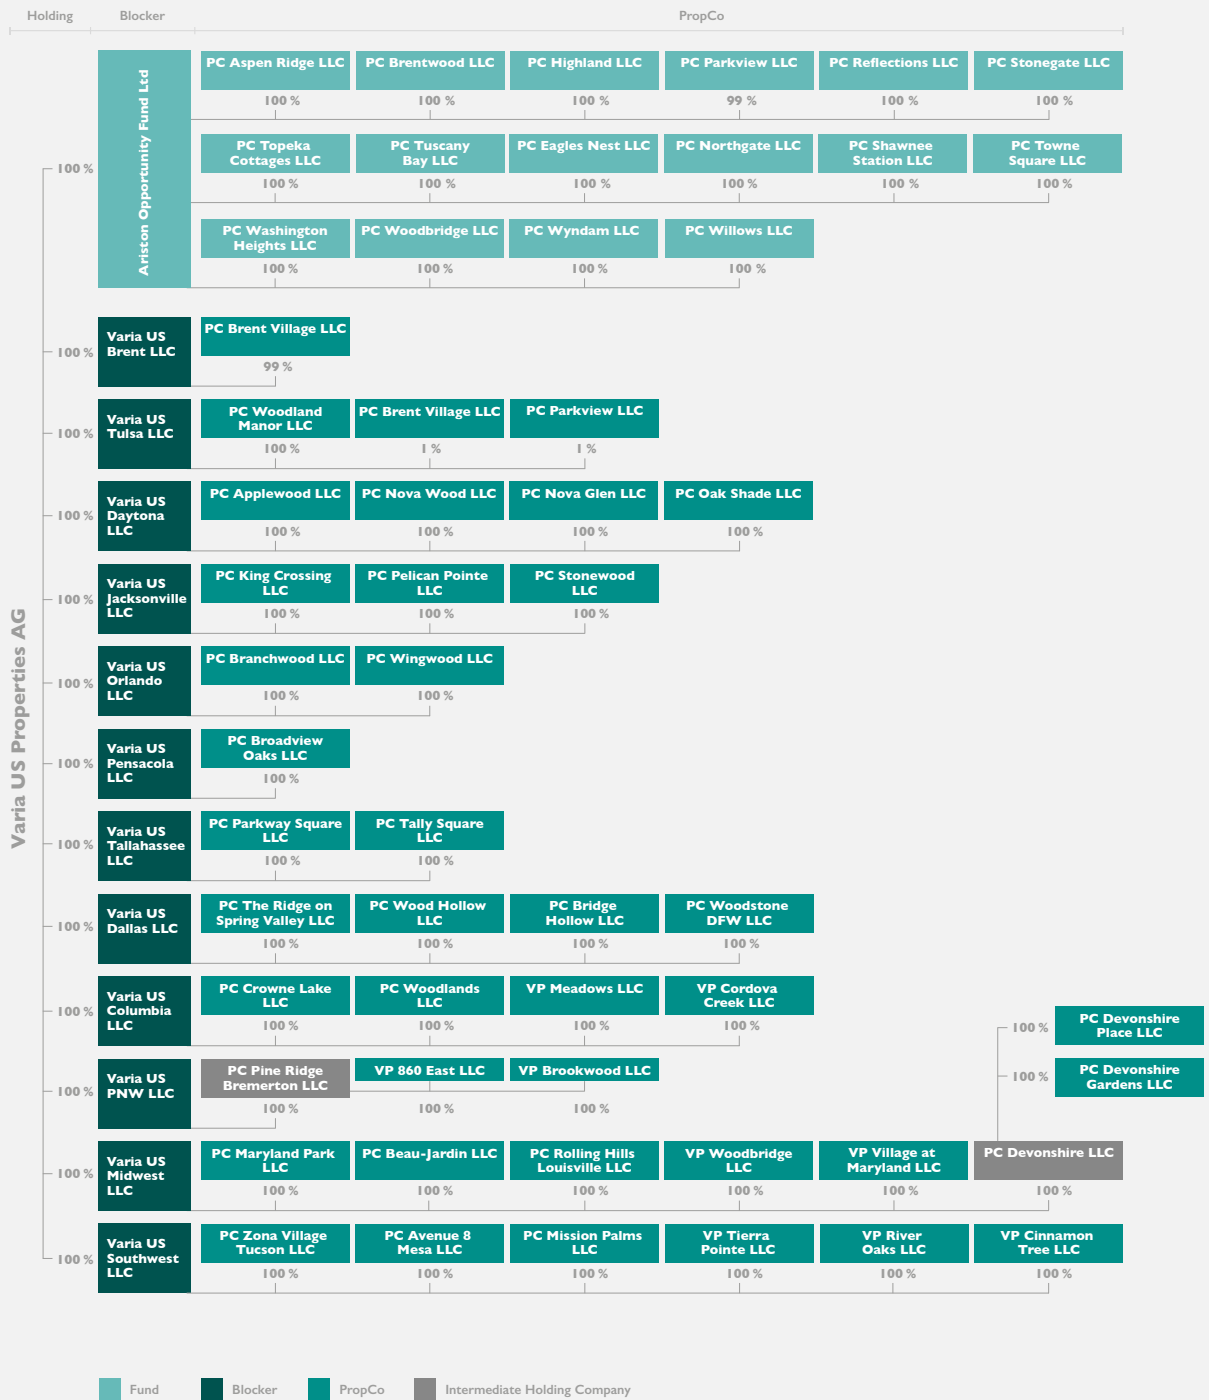 Holding
Blocker
PropCo
Varia US Properties AG
100 %
Ariston Opportunity Fund Ltd
PC Aspen Ridge LLC
PC Brentwood LLC
PC Highland LLC
PC Parkview LLC
PC Reflections LLC
PC Stonegate LLC
100 %
100 %
100 %
99 %
100 %
100 %
PC Topeka
Cottages LLC
PC Tuscany
Bay LLC
PC Eagles Nest LLC
PC Northgate LLC
PC Shawnee
Station LLC
PC Towne
Square LLC
100 %
100 %
100 %
100 %
100 %
100 %
PC Washington
Heights LLC
PC Woodbridge LLC
PC Wyndam LLC
PC Willows LLC
100 %
100 %
100 %
100 %
100 %
Varia US
Brent LLC
PC Brent Village LLC
99 %
100 %
Varia US
Tulsa LLC
PC Woodland
Manor LLC
PC Brent Village LLC
PC Parkview LLC
100 %
1 %
1 %
100 %
Varia US
Daytona
LLC
PC Applewood LLC
PC Nova Wood LLC
PC Nova Glen LLC
PC Oak Shade LLC
100 %
100 %
100 %
100 %
100 %
Varia US
Jacksonville
LLC
PC King Crossing
LLC
PC Pelican Pointe
LLC
PC Stonewood
LLC
100 %
100 %
100 %
100 %
Varia US
Orlando
LLC
PC Branchwood LLC
PC Wingwood LLC
100 %
100 %
100 %
Varia US
Pensacola
LLC
PC Broadview
Oaks LLC
100 %
100 %
Varia US
Tallahassee
LLC
PC Parkway Square
LLC
PC Tally Square
LLC
100 %
100 %
100 %
Varia US
Dallas LLC
PC The Ridge on
Spring Valley LLC
PC Wood Hollow
LLC
PC Bridge
Hollow LLC
PC Woodstone
DFW LLC
100 %
100 %
100 %
100 %
100 %
Varia US
Columbia
LLC
PC Crowne Lake
LLC
PC Woodlands
LLC
VP Meadows LLC
VP Cordova
Creek LLC
100 %
100 %
100 %
100 %
100 %
PC Devonshire
Place LLC
100 %
PC Devonshire
Gardens LLC
100 %
Varia US
PNW LLC
PC Pine Ridge
Bremerton LLC
VP 860 East LLC
VP Brookwood LLC
100 %
100 %
100 %
100 %
Varia US
Midwest
LLC
PC Maryland Park
LLC
PC Beau-Jardin LLC
PC Rolling Hills
Louisville LLC
VP Woodbridge
LLC
VP Village at
Maryland LLC
PC Devonshire LLC
100 %
100 %
100 %
100 %
100 %
100 %
100 %
Varia US
Southwest
LLC
PC Zona Village
Tucson LLC
PC Avenue 8
Mesa LLC
PC Mission Palms
LLC
VP Tierra
Pointe LLC
VP River
Oaks LLC
VP Cinnamon
Tree LLC
100 %
100 %
100 %
100 %
100 %
100 %
Fund
Blocker
PropCo
Intermediate Holding Company